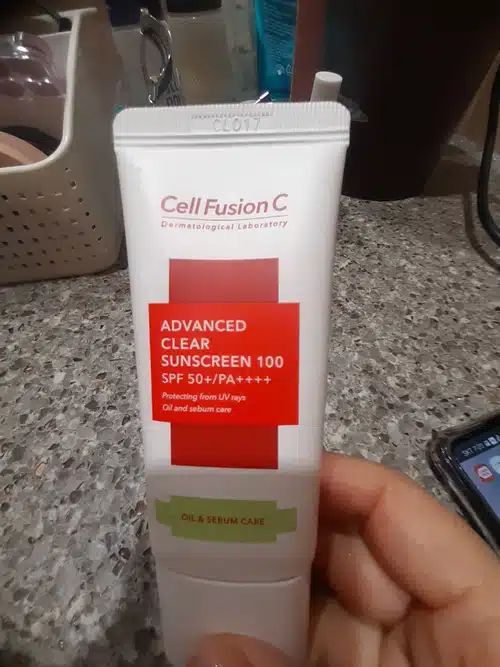 CL017
Cell Fusion C
Dermatological Laboratory
ADVANCED
CLEAR
SUNSCREEN 100
SPF 50+/PA++++
Protecting from UV rays
Oil and sebum care
OIL & SEBUM CARE